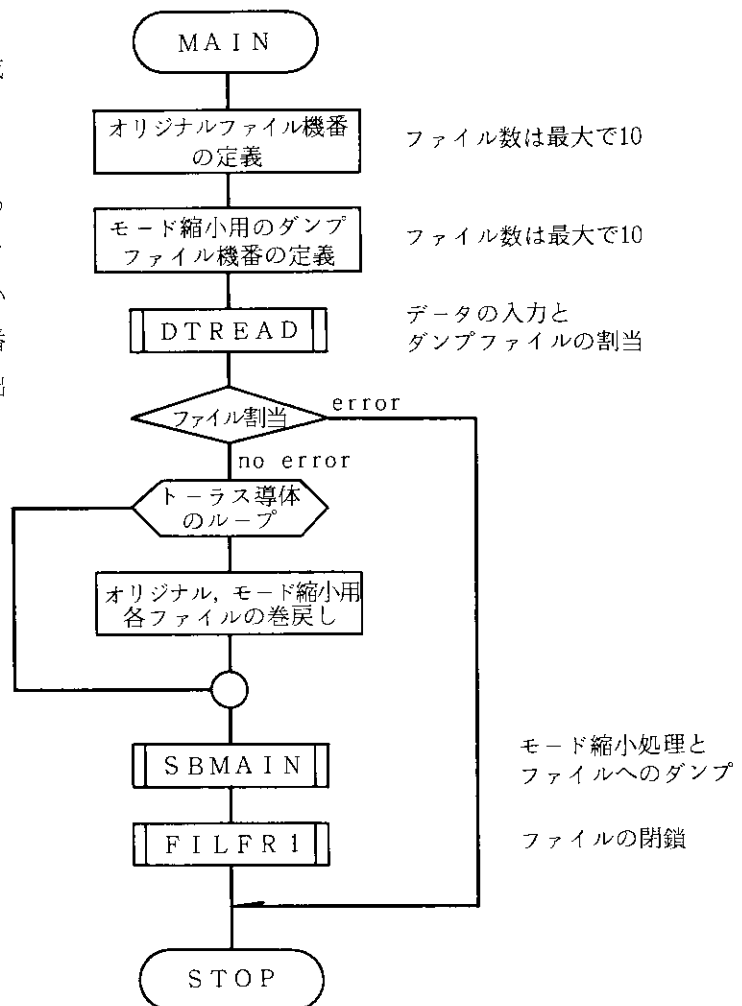 MAIN
オリジナルファイル機番
の定義
ファイル数は最大で10
モード縮小用のダンプ
ファイル機番の定義
ファイル数は最大で10
DTREAD
データの入力と
ダンプファイルの割当
ファイル割当
error
no error
トーラス導体
のループ
オリジナル, モード縮小用
各ファイルの巻戻し
SBMAIN
モード縮小処理と
ファイルへのダンプ
FILFR1
ファイルの閉鎖
STOP